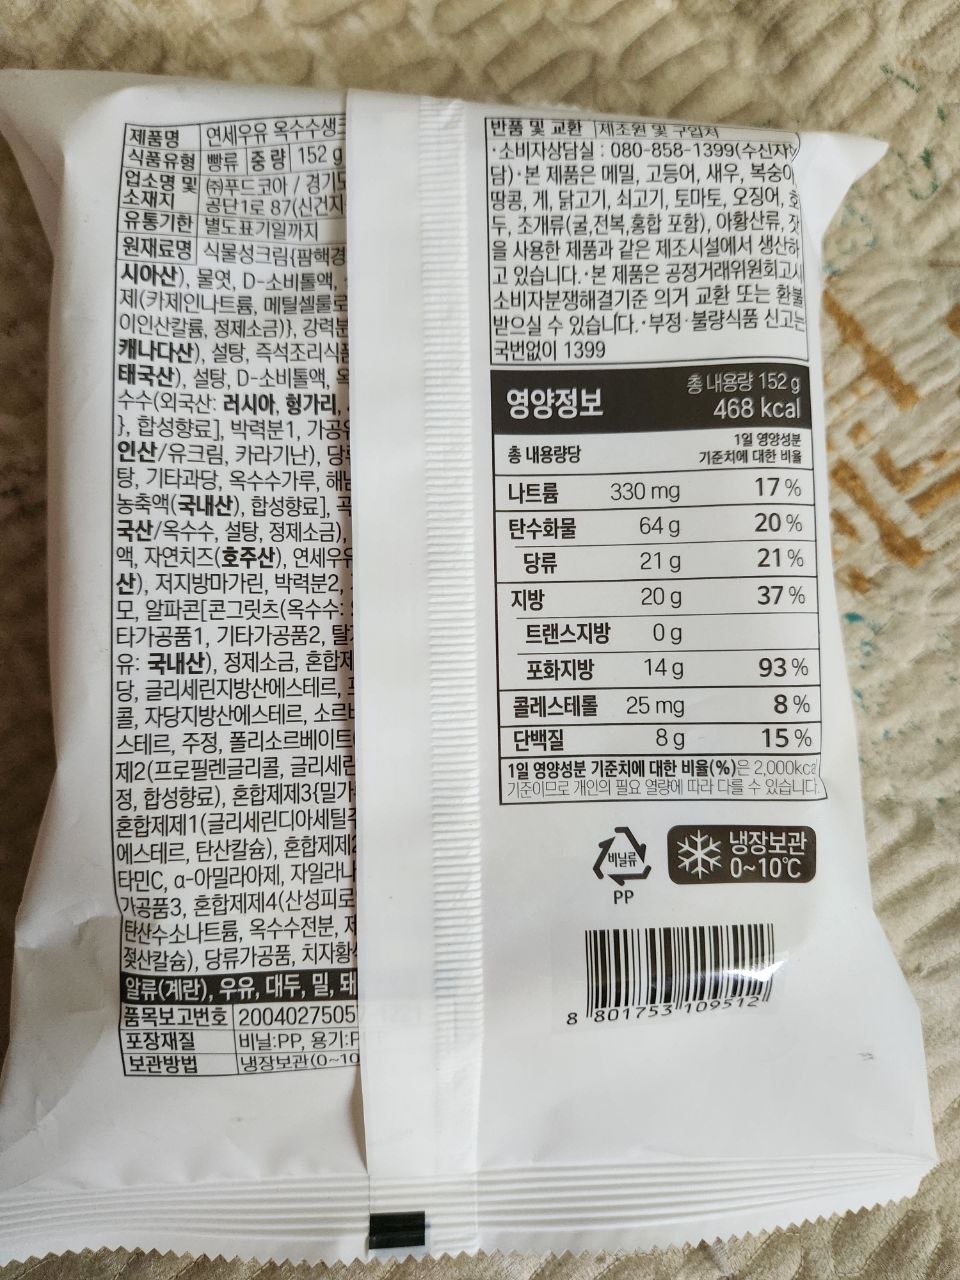 제품명 연세우유 옥수수생크
식품유형 빵류 중량 152 g
업소명 및 소재지 ㈜푸드코아 / 경기도
공단1로 87(신건지
유통기한 별도표기일까지
원재료명 식물성크림{팜핵경
시아산), 물엿, D-소비톨액,
제(카제인나트륨, 메틸셀룰로
이인산칼륨, 정제소금)}, 강력분
캐나다산), 설탕, 즉석조리식품
태국산), 설탕, D-소비톨액, 옥
수수(외국산: 러시아, 헝가리,
}, 합성향료], 박력분1, 가공유
인산/유크림, 카라기난), 당류
탕, 기타과당, 옥수수가루, 해
농축액(국내산), 합성향료], 곡
국산/옥수수, 설탕, 정제소금),
액, 자연치즈(호주산), 연세우유
산), 저지방마가린, 박력분2,
모, 알파콘[콘그릿츠(옥수수:
타가공품1, 기타가공품2, 탈
유: 국내산), 정제소금, 혼합제
당, 글리세린지방산에스테르, 프
콜, 자당지방산에스테르, 소르
스테르, 주정, 폴리소르베이트
제2(프로필렌글리콜, 글리세린
정, 합성향료), 혼합제제3{밀가
혼합제제1(글리세린디아세틸주
에스테르, 탄산칼슘), 혼합제제2
타민C, α-아밀라아제, 자일라나
가공품3, 혼합제제4(산성피로
탄산수소나트륨, 옥수수전분, 제
젖산칼슘), 당류가공품, 치자황색
알류(계란), 우유, 대두, 밀, 돼
품목보고번호 2004027505
포장재질 비닐:PP, 용기:P
보관방법 냉장보관(0~10
반품 및 교환 제조원 및 구입처
·소비자상담실 : 080-858-1399(수신자
담)·본 제품은 메밀, 고등어, 새우, 복숭아,
땅콩, 게, 닭고기, 쇠고기, 토마토, 오징어, 호
두, 조개류(굴,전복,홍합 포함), 아황산류, 잣
을 사용한 제품과 같은 제조시설에서 생산하
고 있습니다.·본 제품은 공정거래위원회고시
소비자분쟁해결기준 의거 교환 또는 환불
받으실 수 있습니다.·부정·불량식품 신고는
국번없이 1399
영양정보 총 내용량 152 g
468 kcal
총 내용량당 1일 영양성분 기준치에 대한 비율
나트륨 330 mg 17 %
탄수화물 64 g 20 %
당류 21 g 21 %
지방 20 g 37 %
트랜스지방 0 g
포화지방 14 g 93 %
콜레스테롤 25 mg 8 %
단백질 8 g 15 %
1일 영양성분 기준치에 대한 비율(%)은 2,000kcal
기준이므로 개인의 필요 열량에 따라 다를 수 있습니다.
비닐류
PP
냉장보관
0~10℃
8 801753 109512